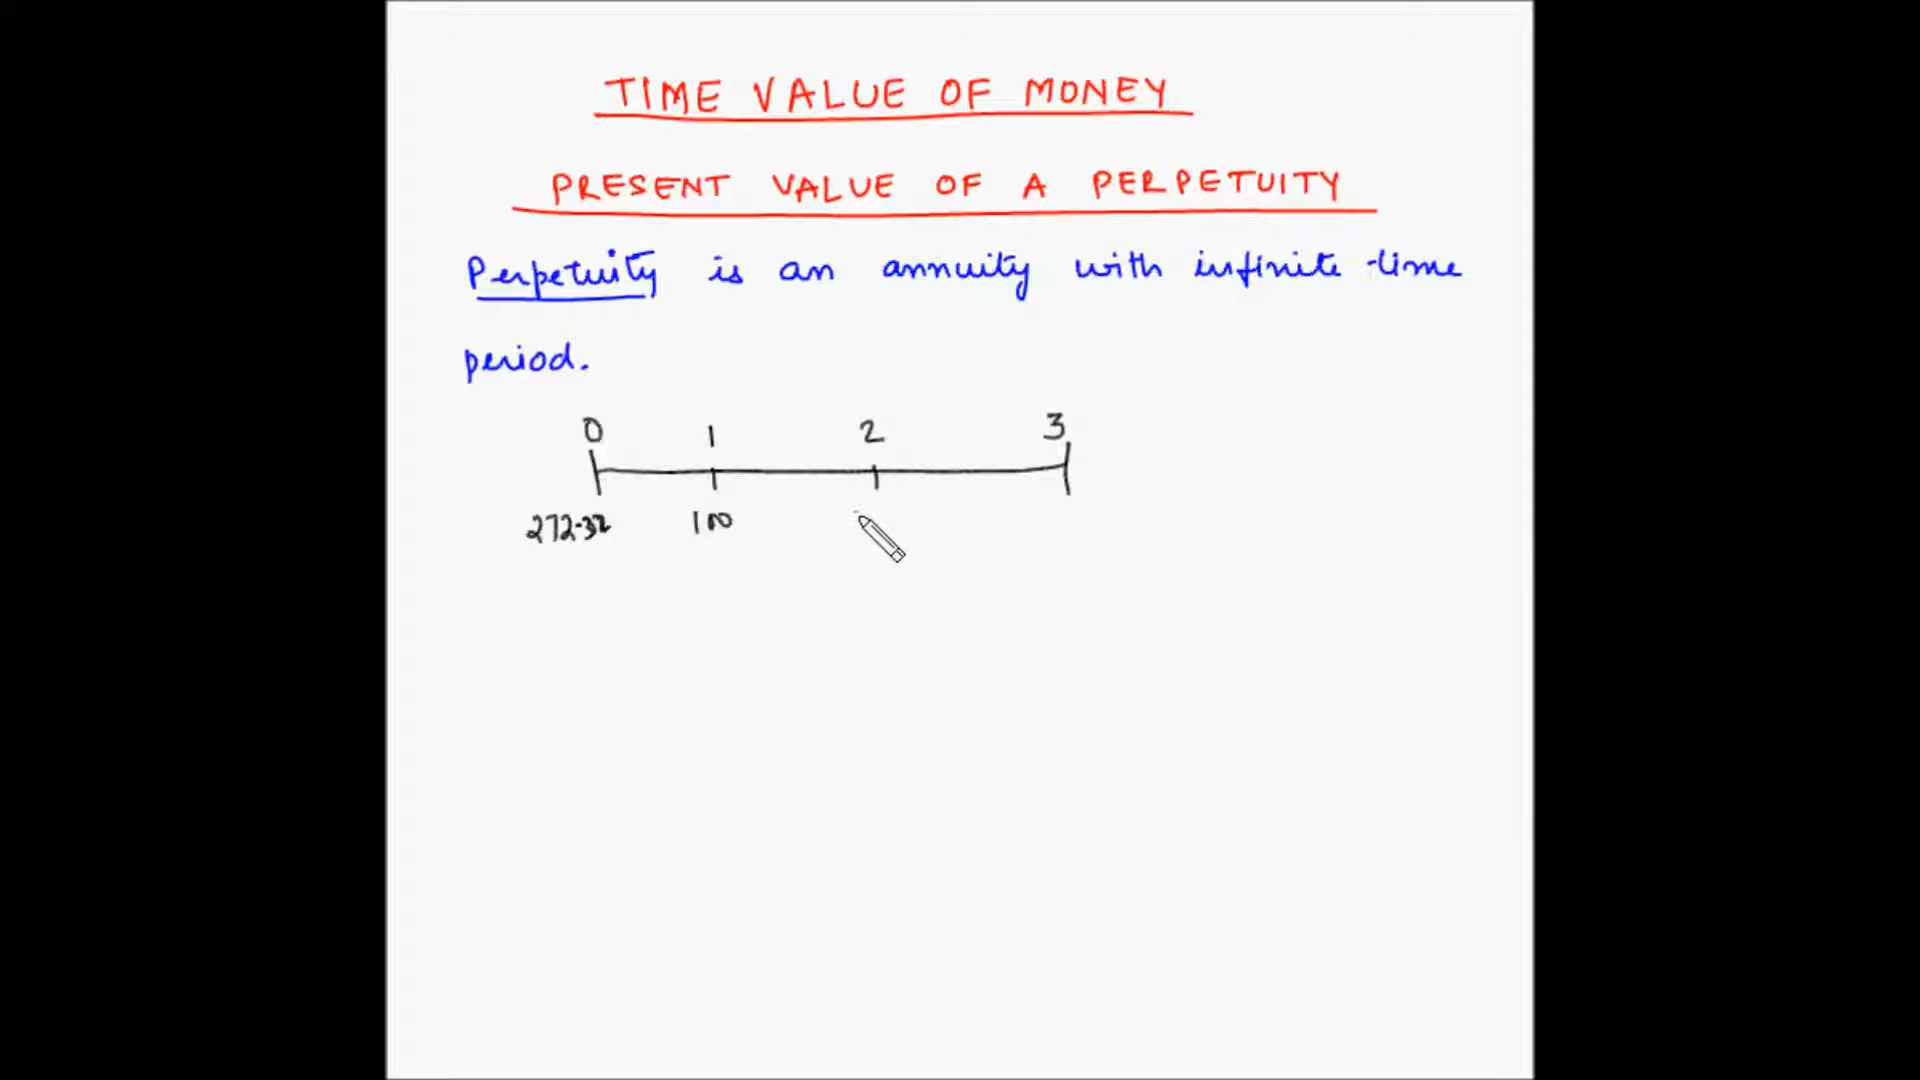 TIME VALUE OF MONEY
PRESENT VALUE OF A PERPETUITY
Perpetuity is an annuity with infinite time
period.
0 1 2 3
272.32 100